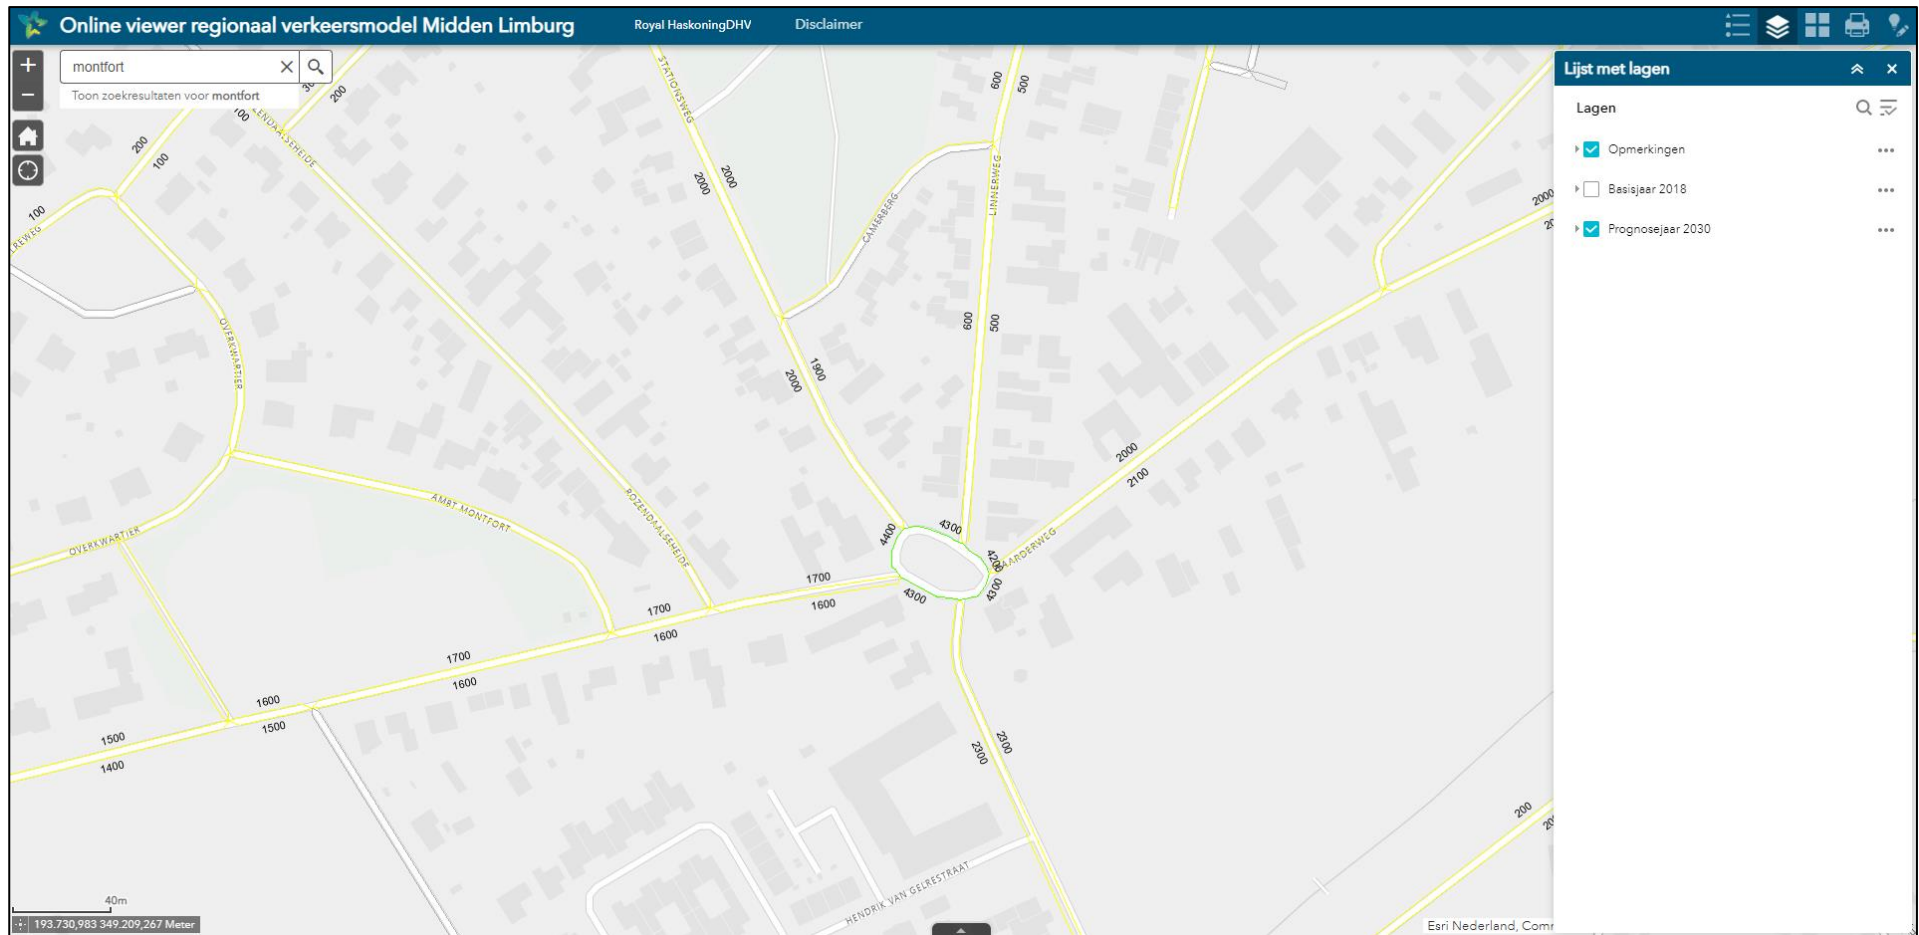 Online viewer regionaal verkeersmodel Midden Limburg
Royal HaskoningDHV
Disclaimer
+
montfort
Toon zoekresultaten voor montfort
−
Lijst met lagen
Lagen
Opmerkingen
Basisjaar 2018
Prognosejaar 2030
200
200
100
100
STATIONSWEG
2000
2000
600
500
LINNERWEG
CAMERBERG
600
500
2000
1900
2000
OVERKWARTIER
AMBT MONTFORT
ROZENDAALSEHEIDE
OVERKWARTIER
2000
2100
4400
4300
4200
4300
4300
1700
1600
1700
1600
1700
1600
1600
1500
1500
1400
2300
2300
200
HENDRIK VAN GELRESTRAAT
40m
193.730,983 349.209,267 Meter
Esri Nederland,